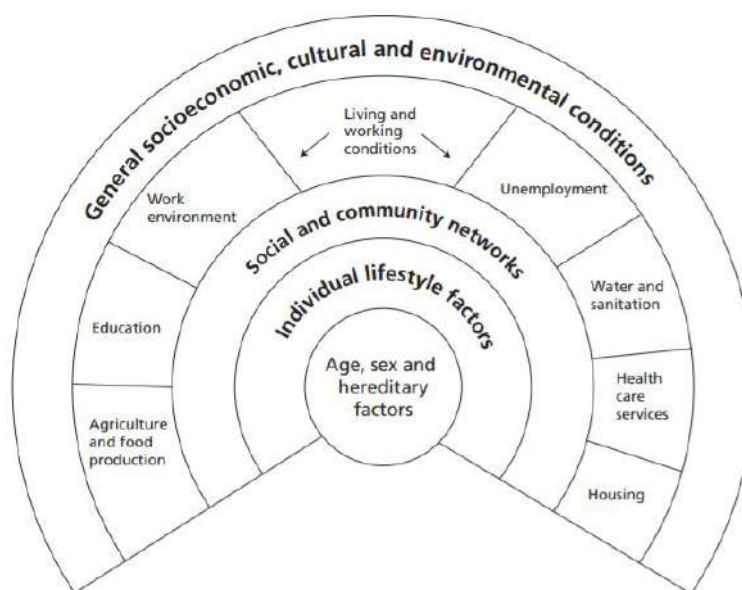 General socioeconomic, cultural and environmental conditions
Living and
working
conditions
Work
environment
Unemployment
Social and community networks
Education
Individual lifestyle factors
Water and
sanitation
Age, sex and
hereditary
factors
Agriculture
and food
production
Health
care
services
Housing